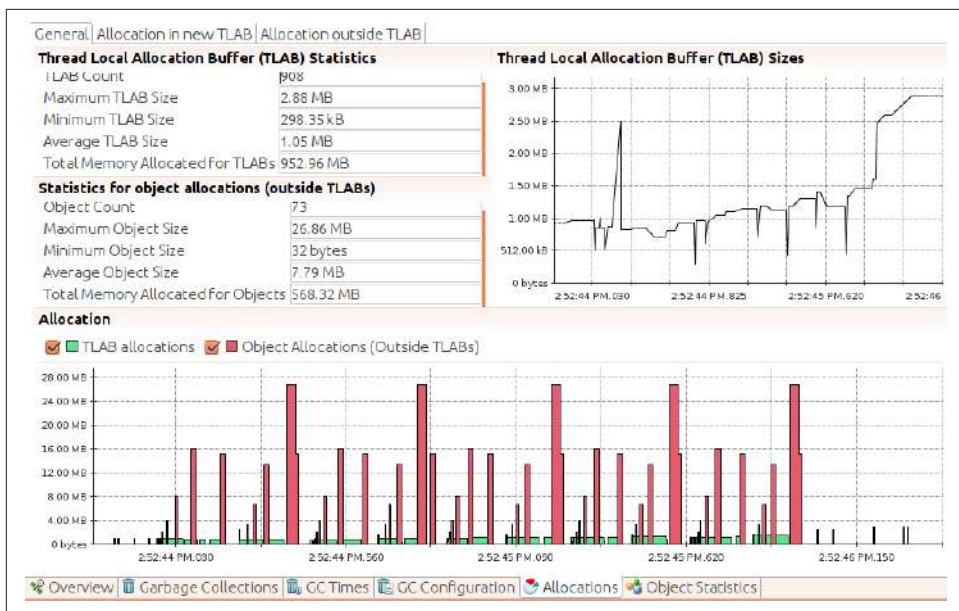 General Allocation in new TLAB Allocation outside TLAB
Thread Local Allocation Buffer (TLAB) Statistics
TLAB Count 908
Maximum TLAB Size 2.88 MB
Minimum TLAB Size 298.35 kB
Average TLAB Size 1.05 MB
Total Memory Allocated for TLABs 952.96 MB
Statistics for object allocations (outside TLABs)
Object Count 73
Maximum Object Size 26.86 MB
Minimum Object Size 32 bytes
Average Object Size 7.79 MB
Total Memory Allocated for Objects 568.32 MB
Thread Local Allocation Buffer (TLAB) Sizes
3.00 MB
2.50 MB
2.00 MB
1.50 MB
1.00 MB
512.00 kB
0 bytes
2:52:44 PM.030 2:52:44 PM.825 2:52:45 PM.620 2:52:46
Allocation
TLAB allocations Object Allocations (Outside TLABs)
28.00 MB
24.00 MB
20.00 MB
16.00 MB
12.00 MB
8.00 MB
4.00 MB
0 bytes
2:52:44 PM.030 2:52:44 PM.560 2:52:45 PM.090 2:52:45 PM.620 2:52:46 PM.150
Overview Garbage Collections GC Times GC Configuration Allocations Object Statistics